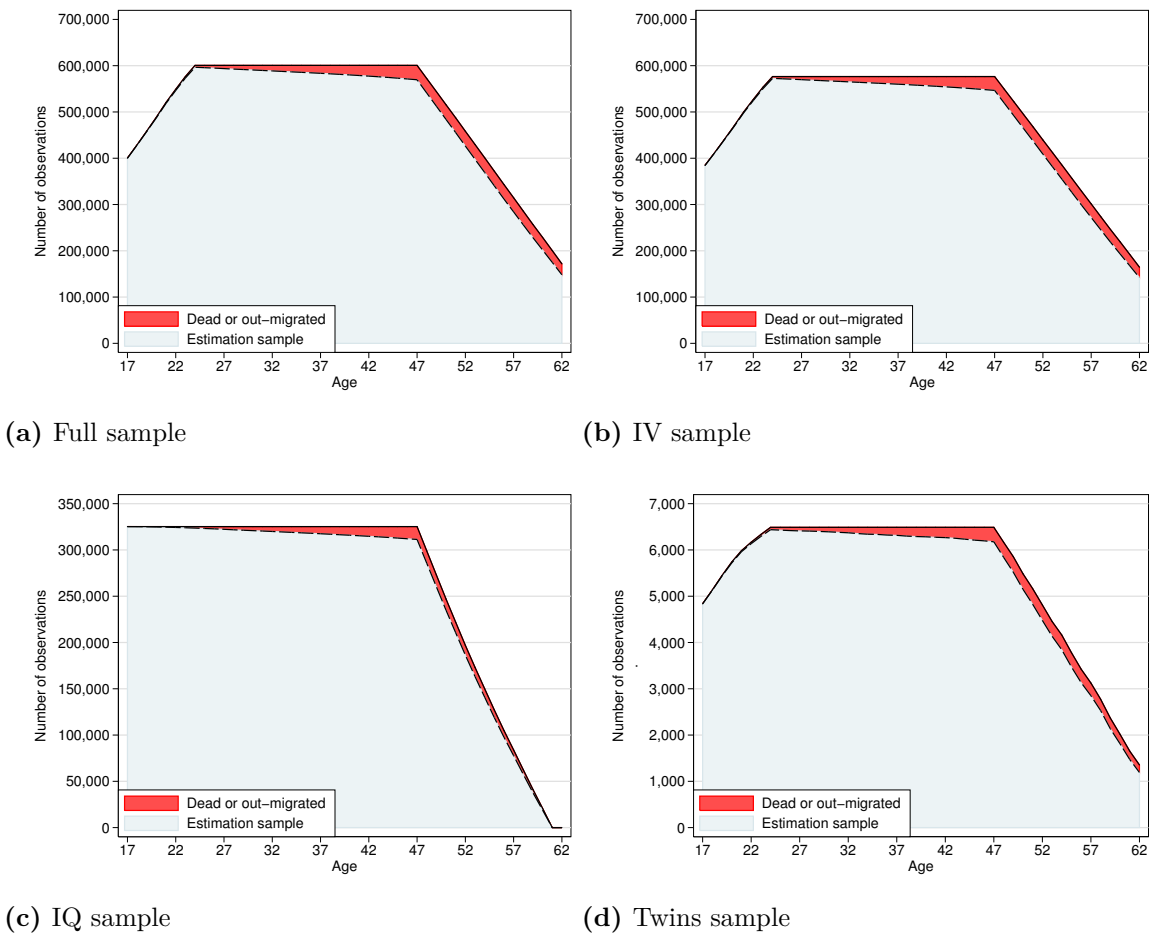 700,000
600,000
500,000
400,000
300,000
200,000
100,000
0
Number of observations
Dead or out−migrated
Estimation sample
17 22 27 32 37 42 47 52 57 62
Age
(a) Full sample
700,000
600,000
500,000
400,000
300,000
200,000
100,000
0
Number of observations
Dead or out−migrated
Estimation sample
17 22 27 32 37 42 47 52 57 62
Age
(b) IV sample
350,000
300,000
250,000
200,000
150,000
100,000
50,000
0
Number of observations
Dead or out−migrated
Estimation sample
17 22 27 32 37 42 47 52 57 62
Age
(c) IQ sample
7,000
6,000
5,000
4,000
3,000
2,000
1,000
0
Number of observations
Dead or out−migrated
Estimation sample
17 22 27 32 37 42 47 52 57 62
Age
(d) Twins sample